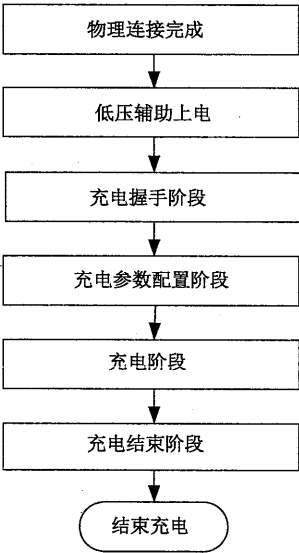 物理连接完成
低压辅助上电
充电握手阶段
充电参数配置阶段
充电阶段
充电结束阶段
结束充电